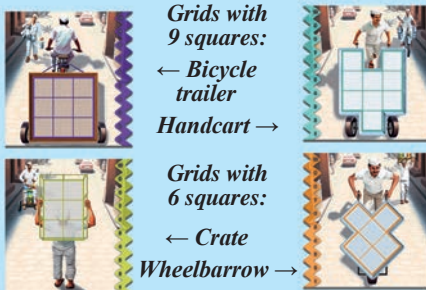 Grids with
9 squares:
← Bicycle
trailer
Handcart →
Grids with
6 squares:
← Crate
Wheelbarrow →